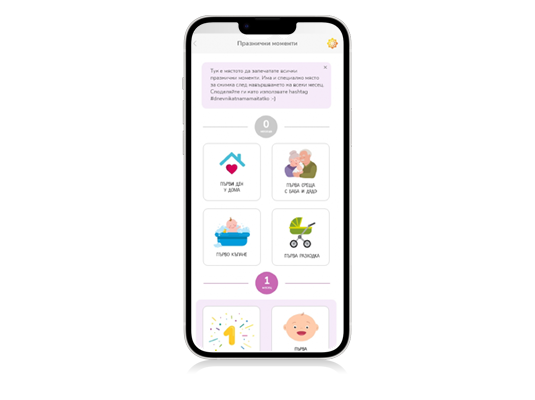 Празнични моменти
Тук е мястото да запечатате всички
празнични моменти. Има и специално място
за снимка след навършването на всеки месец.
Споделяйте ги като използвате hashtag
#dnevniknamama :-)
0
месец
ПЪРВИ ДЕН
У ДОМА
ПЪРВА СРЕЩА
С БАБА И ДЯДО
ПЪРВО КЪПАНЕ
ПЪРВА РАЗХОДКА
1
месец
1
ПЪРВА